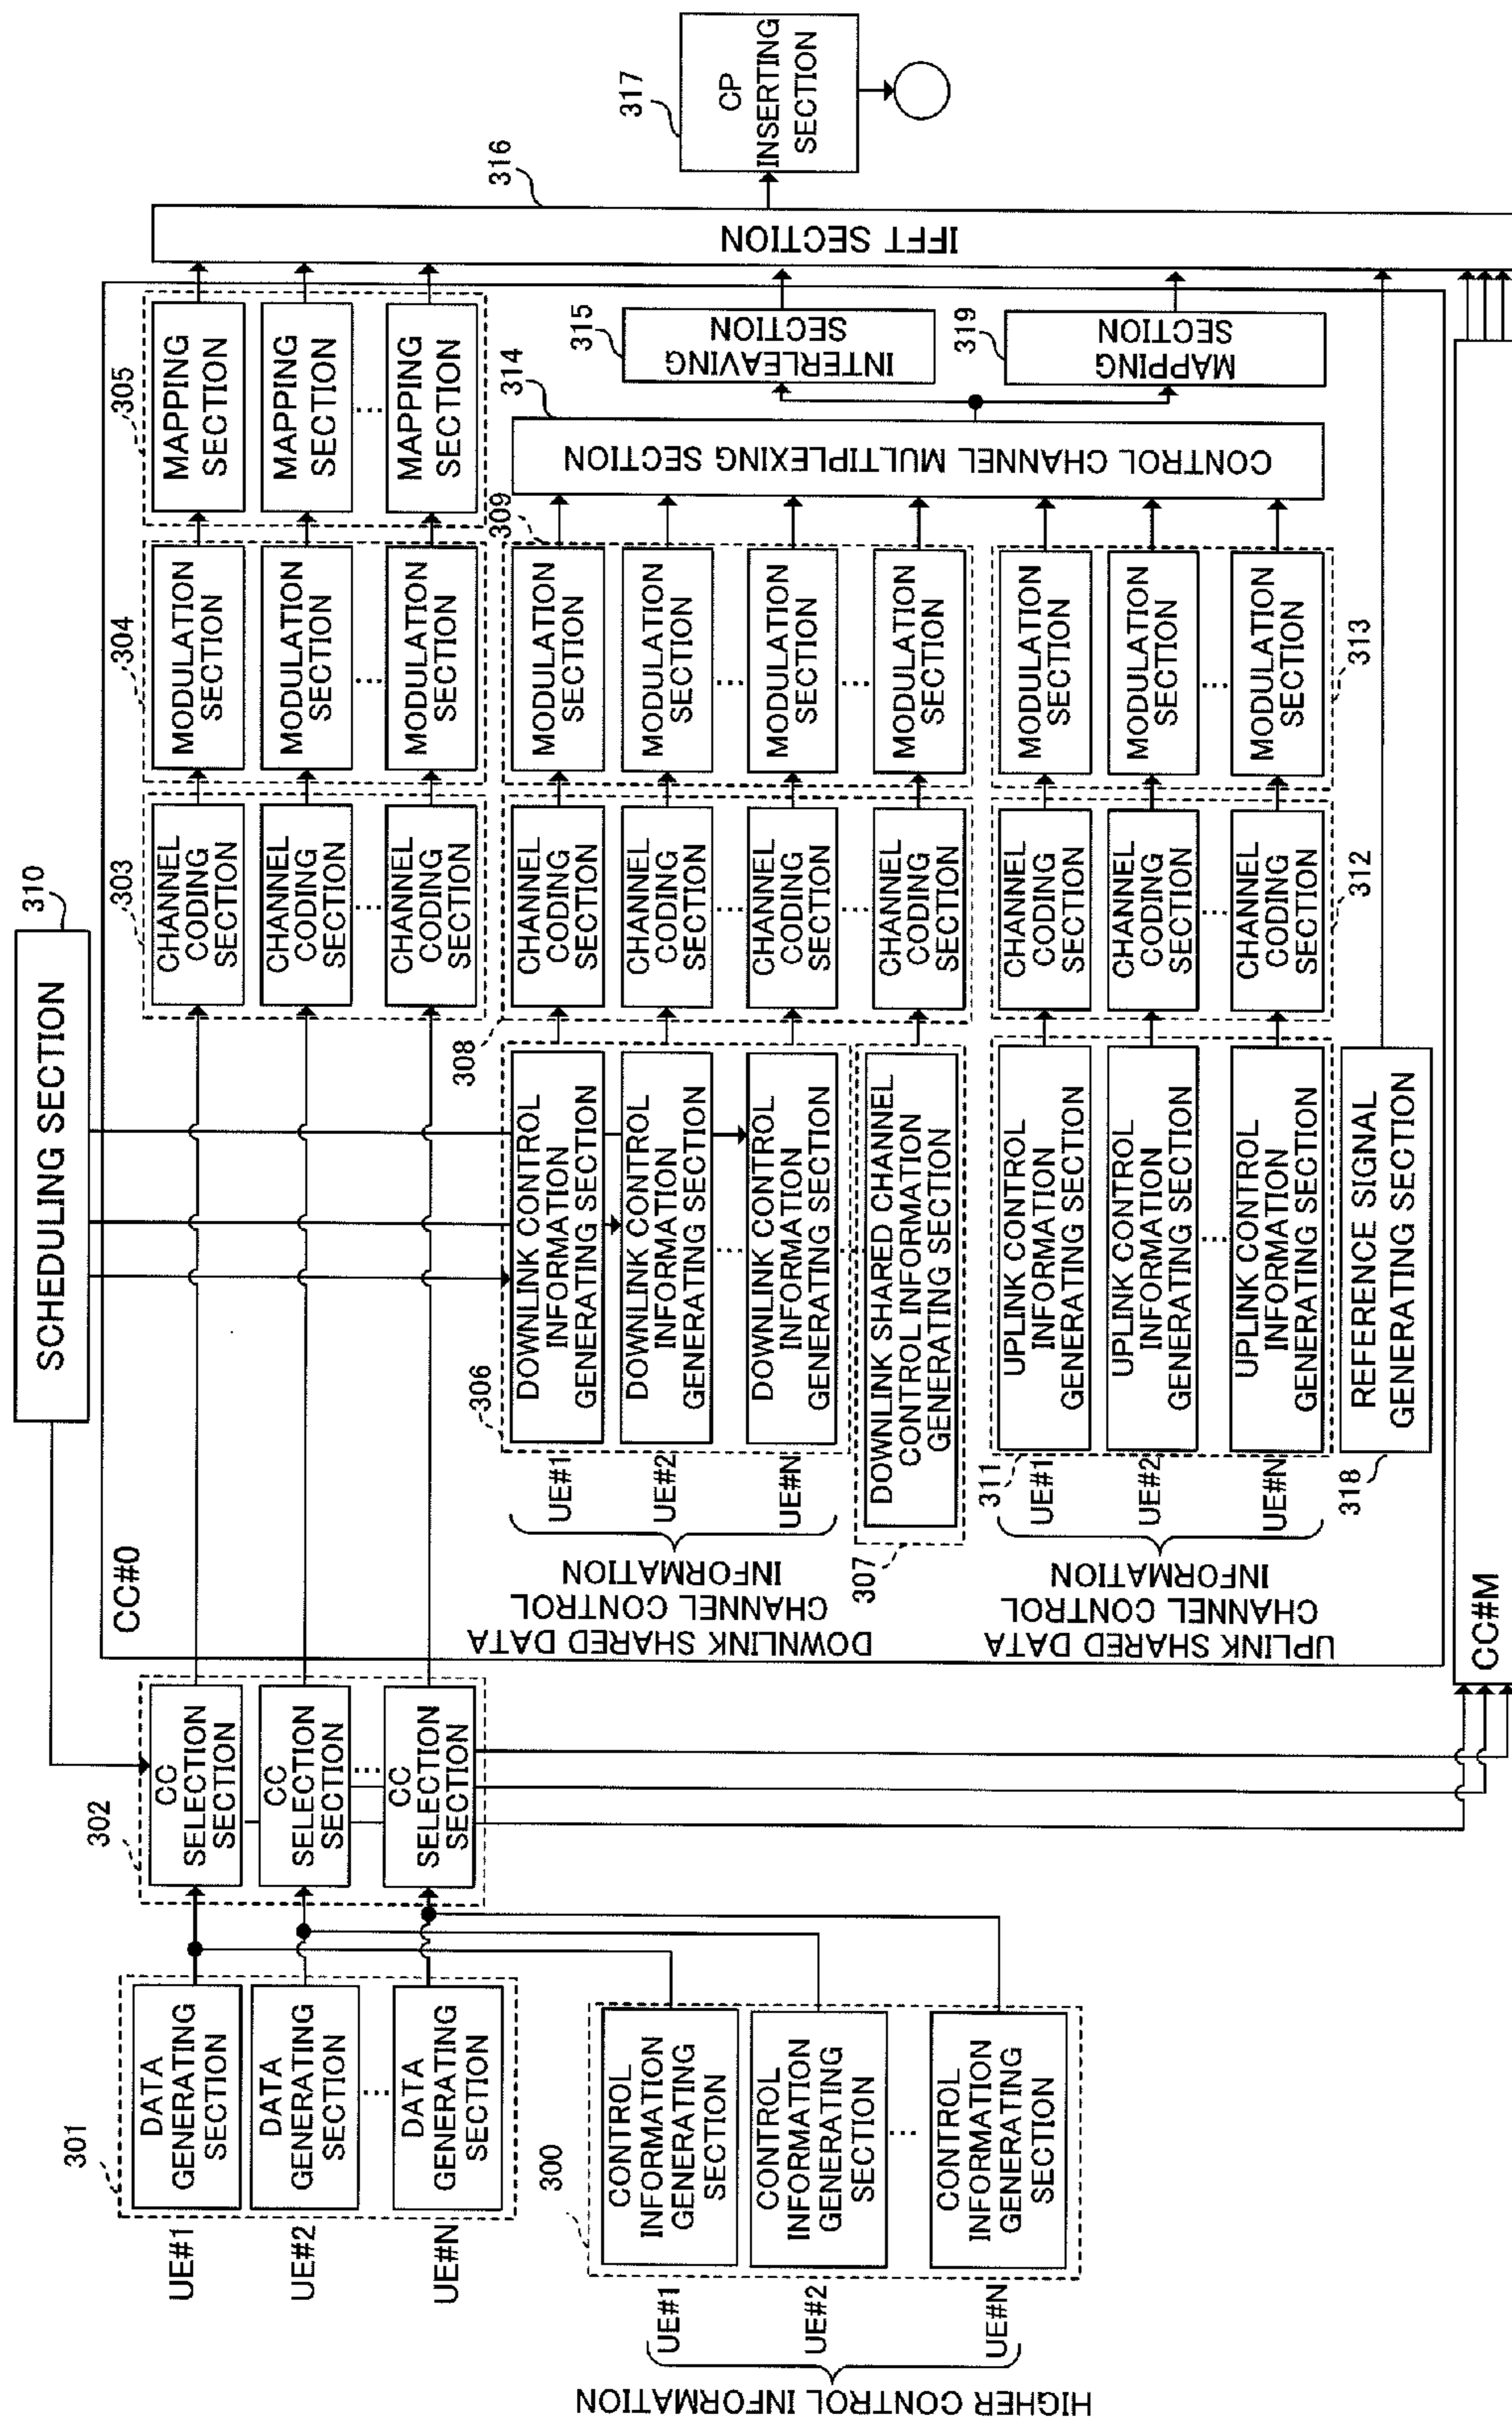 310
SCHEDULING SECTION
CC#0
301
UE#1
DATA
GENERATING
SECTION
UE#2
DATA
GENERATING
SECTION
...
UE#N
DATA
GENERATING
SECTION
300
HIGHER CONTROL INFORMATION
UE#1
CONTROL
INFORMATION
GENERATING
SECTION
UE#2
CONTROL
INFORMATION
GENERATING
SECTION
...
UE#N
CONTROL
INFORMATION
GENERATING
SECTION
302
CC
SELECTION
SECTION
CC
SELECTION
SECTION
...
CC
SELECTION
SECTION
303
CHANNEL
CODING
SECTION
CHANNEL
CODING
SECTION
...
CHANNEL
CODING
SECTION
304
MODULATION
SECTION
MODULATION
SECTION
...
MODULATION
SECTION
305
MAPPING
SECTION
MAPPING
SECTION
...
MAPPING
SECTION
DOWNLINK SHARED DATA
CHANNEL CONTROL
INFORMATION
306
UE#1
DOWNLINK CONTROL
INFORMATION
GENERATING SECTION
UE#2
DOWNLINK CONTROL
INFORMATION
GENERATING SECTION
...
UE#N
DOWNLINK CONTROL
INFORMATION
GENERATING SECTION
307
DOWNLINK SHARED CHANNEL
CONTROL INFORMATION
GENERATING SECTION
308
CHANNEL
CODING
SECTION
CHANNEL
CODING
SECTION
...
CHANNEL
CODING
SECTION
...
CHANNEL
CODING
SECTION
309
MODULATION
SECTION
MODULATION
SECTION
...
MODULATION
SECTION
...
MODULATION
SECTION
UPLINK SHARED DATA
CHANNEL CONTROL
INFORMATION
311
UE#1
UPLINK CONTROL
INFORMATION
GENERATING SECTION
UE#2
UPLINK CONTROL
INFORMATION
GENERATING SECTION
...
UE#N
UPLINK CONTROL
INFORMATION
GENERATING SECTION
312
CHANNEL
CODING
SECTION
CHANNEL
CODING
SECTION
...
CHANNEL
CODING
SECTION
313
MODULATION
SECTION
MODULATION
SECTION
...
MODULATION
SECTION
318
REFERENCE SIGNAL
GENERATING SECTION
314
CONTROL CHANNEL MULTIPLEXING SECTION
315
INTERLEAVING
SECTION
319
MAPPING
SECTION
316
IFFT SECTION
317
CP
INSERTING
SECTION
CC#M